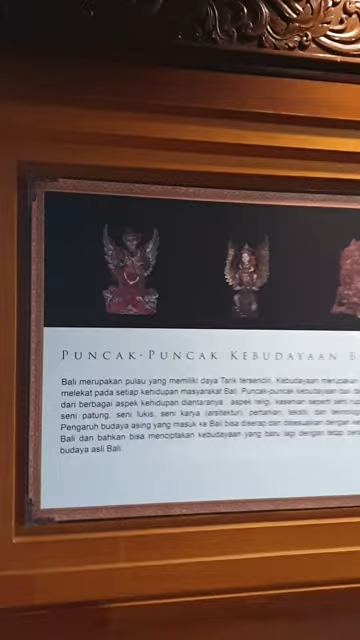 PUNCAK-PUNCAK KEBUDAYAAN B
Bali merupakan pulau yang memiliki daya Tarik tersendiri. Kebudayaan merupakan
melekat pada setiap kehidupan masyarakat Bali. Puncak-puncak kebudayaan bali
dari berbagai aspek kehidupan diantaranya : aspek religi, kesenian seperti seni
seni patung, seni lukis, seni karya (arsitektur), pertanian, tekstil, dan
Pengaruh budaya asing yang masuk ke Bali bisa diserap dan disesuaikan dengan
Bali dan bahkan bisa menciptakan kebudayaan yang baru lagi dengan tetap
budaya asli Bali.